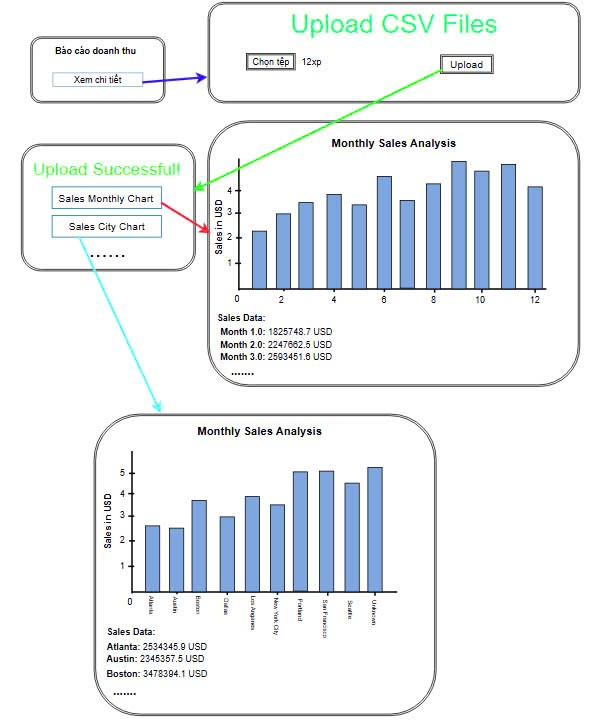 Upload CSV Files
Báo cáo doanh thu
Xem chi tiết
Chọn tệp 12xp
Upload
Upload Successful!
Sales Monthly Chart
Sales City Chart
......
Monthly Sales Analysis
Sales in USD
4
3
2
1
0 2 4 6 8 10 12
Sales Data:
Month 1.0: 1825748.7 USD
Month 2.0: 2247662.5 USD
Month 3.0: 2593451.6 USD
.......
Monthly Sales Analysis
Sales in USD
5
4
3
2
1
0
Atlanta
Austin
Boston
Dallas
Los Angeles
New York City
Portland
San Francisco
Seattle
Unknown
Sales Data:
Atlanta: 2534345.9 USD
Austin: 2345357.5 USD
Boston: 3478394.1 USD
.......